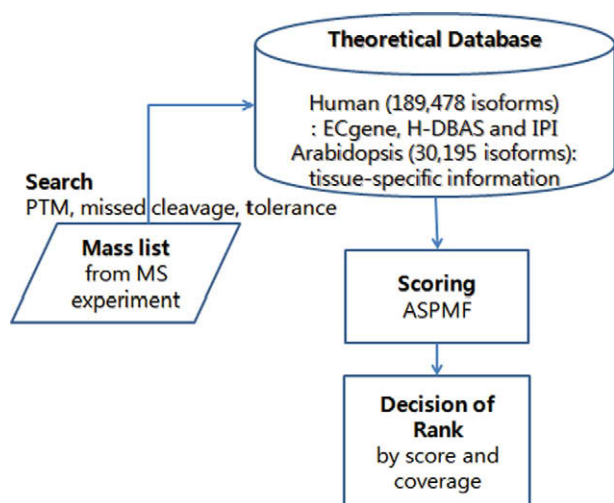 Theoretical Database
Human (189,478 isoforms)
: ECgene, H-DBAS and IPI
Arabidopsis (30,195 isoforms):
tissue-specific information
Search
PTM, missed cleavage, tolerance
Mass list
from MS
experiment
Scoring
ASPMF
Decision of
Rank
by score and
coverage